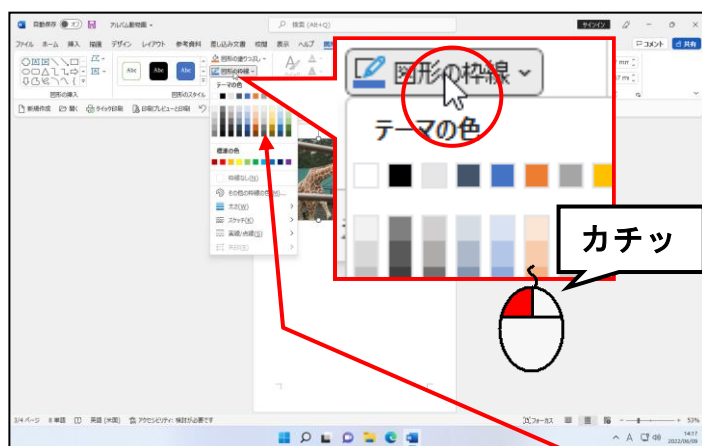 自動保存 オフ アルバム動物園 検索 (Alt+Q) サインイン
ファイル ホーム 挿入 描画 デザイン レイアウト 参考資料 差し込み文書 校閲 表示 ヘルプ コメント 共有
図形の塗りつぶし
Abc Abc Abc 図形の枠線
図形の挿入 図形のスタイル
新規作成 開く クイック印刷 印刷プレビューと印刷
テーマの色
標準の色
枠線なし(N)
その他の枠線の色(M)...
太さ(W)
スケッチ(K)
実線/点線(S)
矢印(R)
図形の枠線
テーマの色
カチッ
3/4 ページ 8 単語 英語 (米国) アクセシビリティ: 検討が必要です フォーカス 53%
A 14:17
2022/06/09